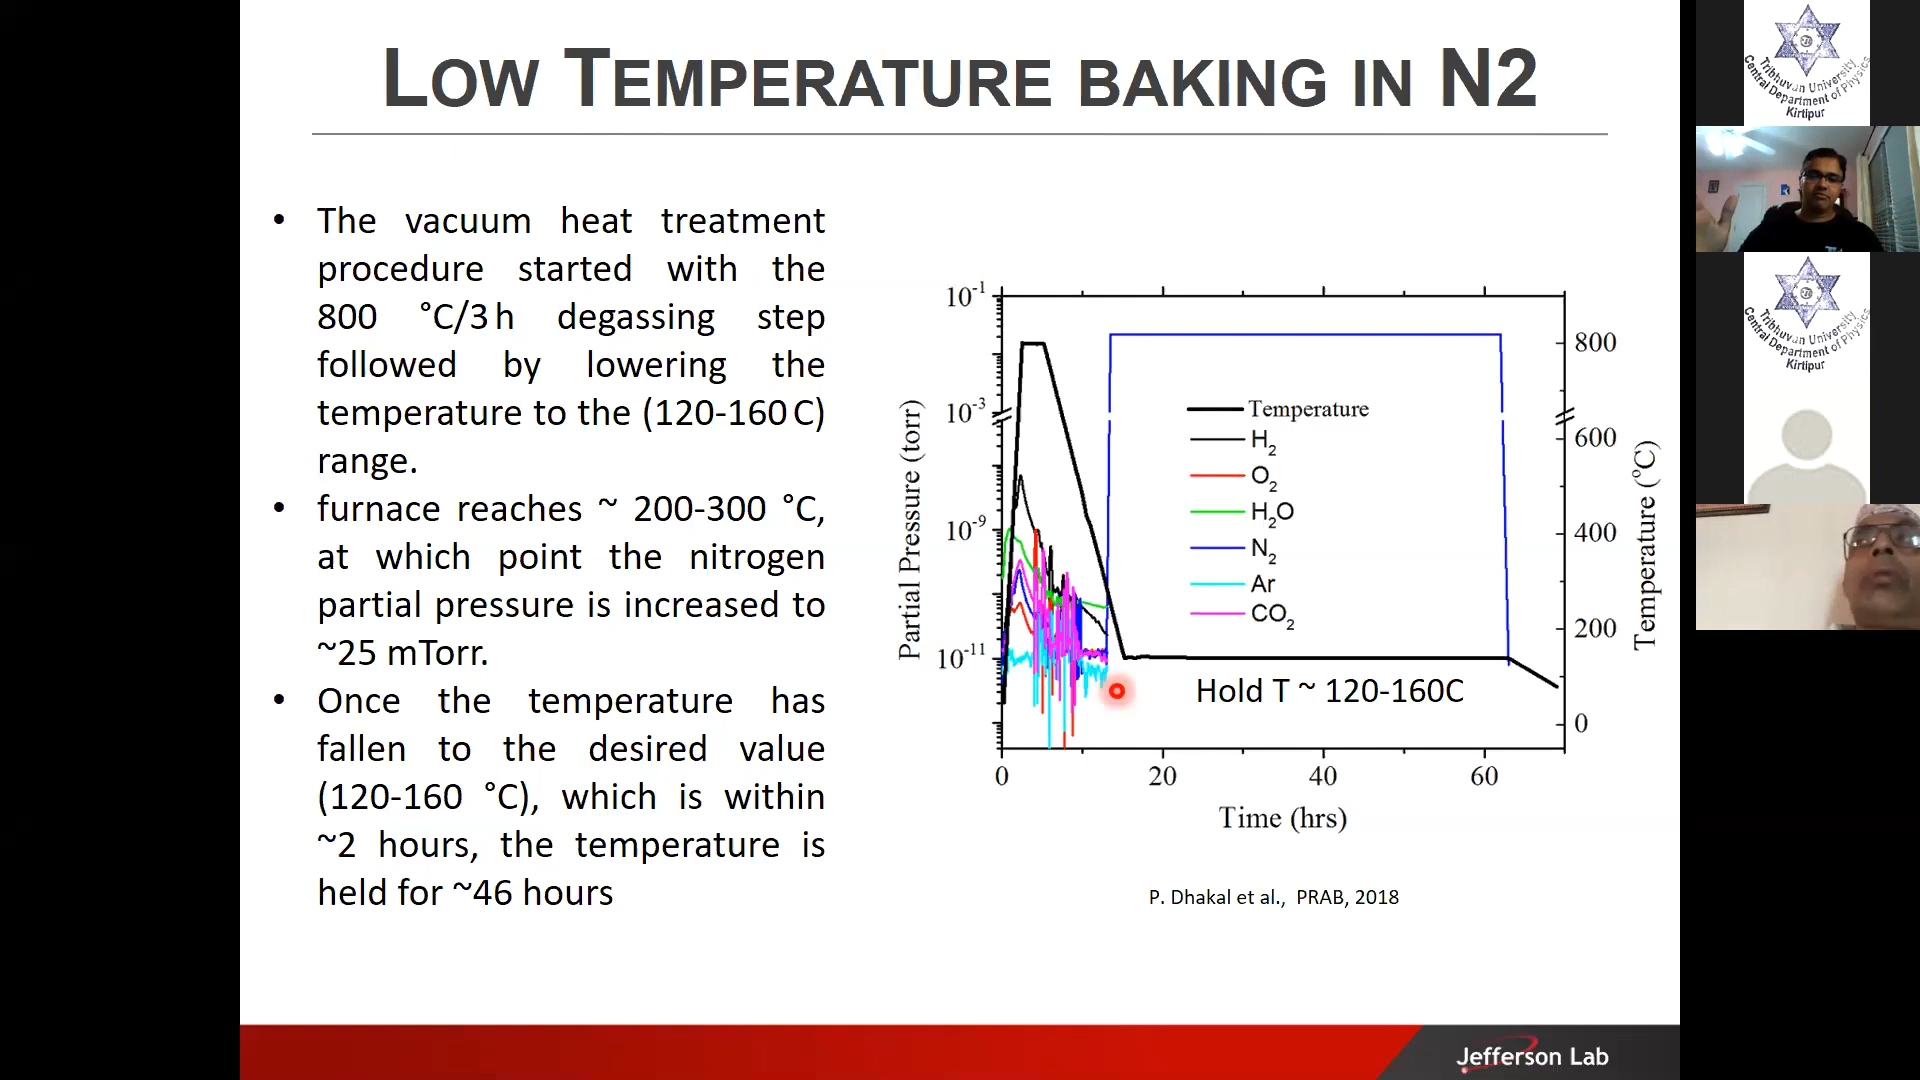 LOW TEMPERATURE BAKING IN N2
• The vacuum heat treatment
procedure started with the
800 °C/3 h degassing step
followed by lowering the
temperature to the (120-160 C)
range.
• furnace reaches ~ 200-300 °C,
at which point the nitrogen
partial pressure is increased to
~25 mTorr.
• Once the temperature has
fallen to the desired value
(120-160 °C), which is within
~2 hours, the temperature is
held for ~46 hours
Partial Pressure (torr)
10-1
10-3
10-9
10-11
Temperature
H2
O2
H2O
N2
Ar
CO2
Hold T ~ 120-160C
800
600
400
200
0
Temperature (°C)
0 20 40 60
Time (hrs)
P. Dhakal et al., PRAB, 2018
Jefferson Lab
Tribhuvan University
Central Department of Physics
Kirtipur
Tribhuvan University
Central Department of Physics
Kirtipur